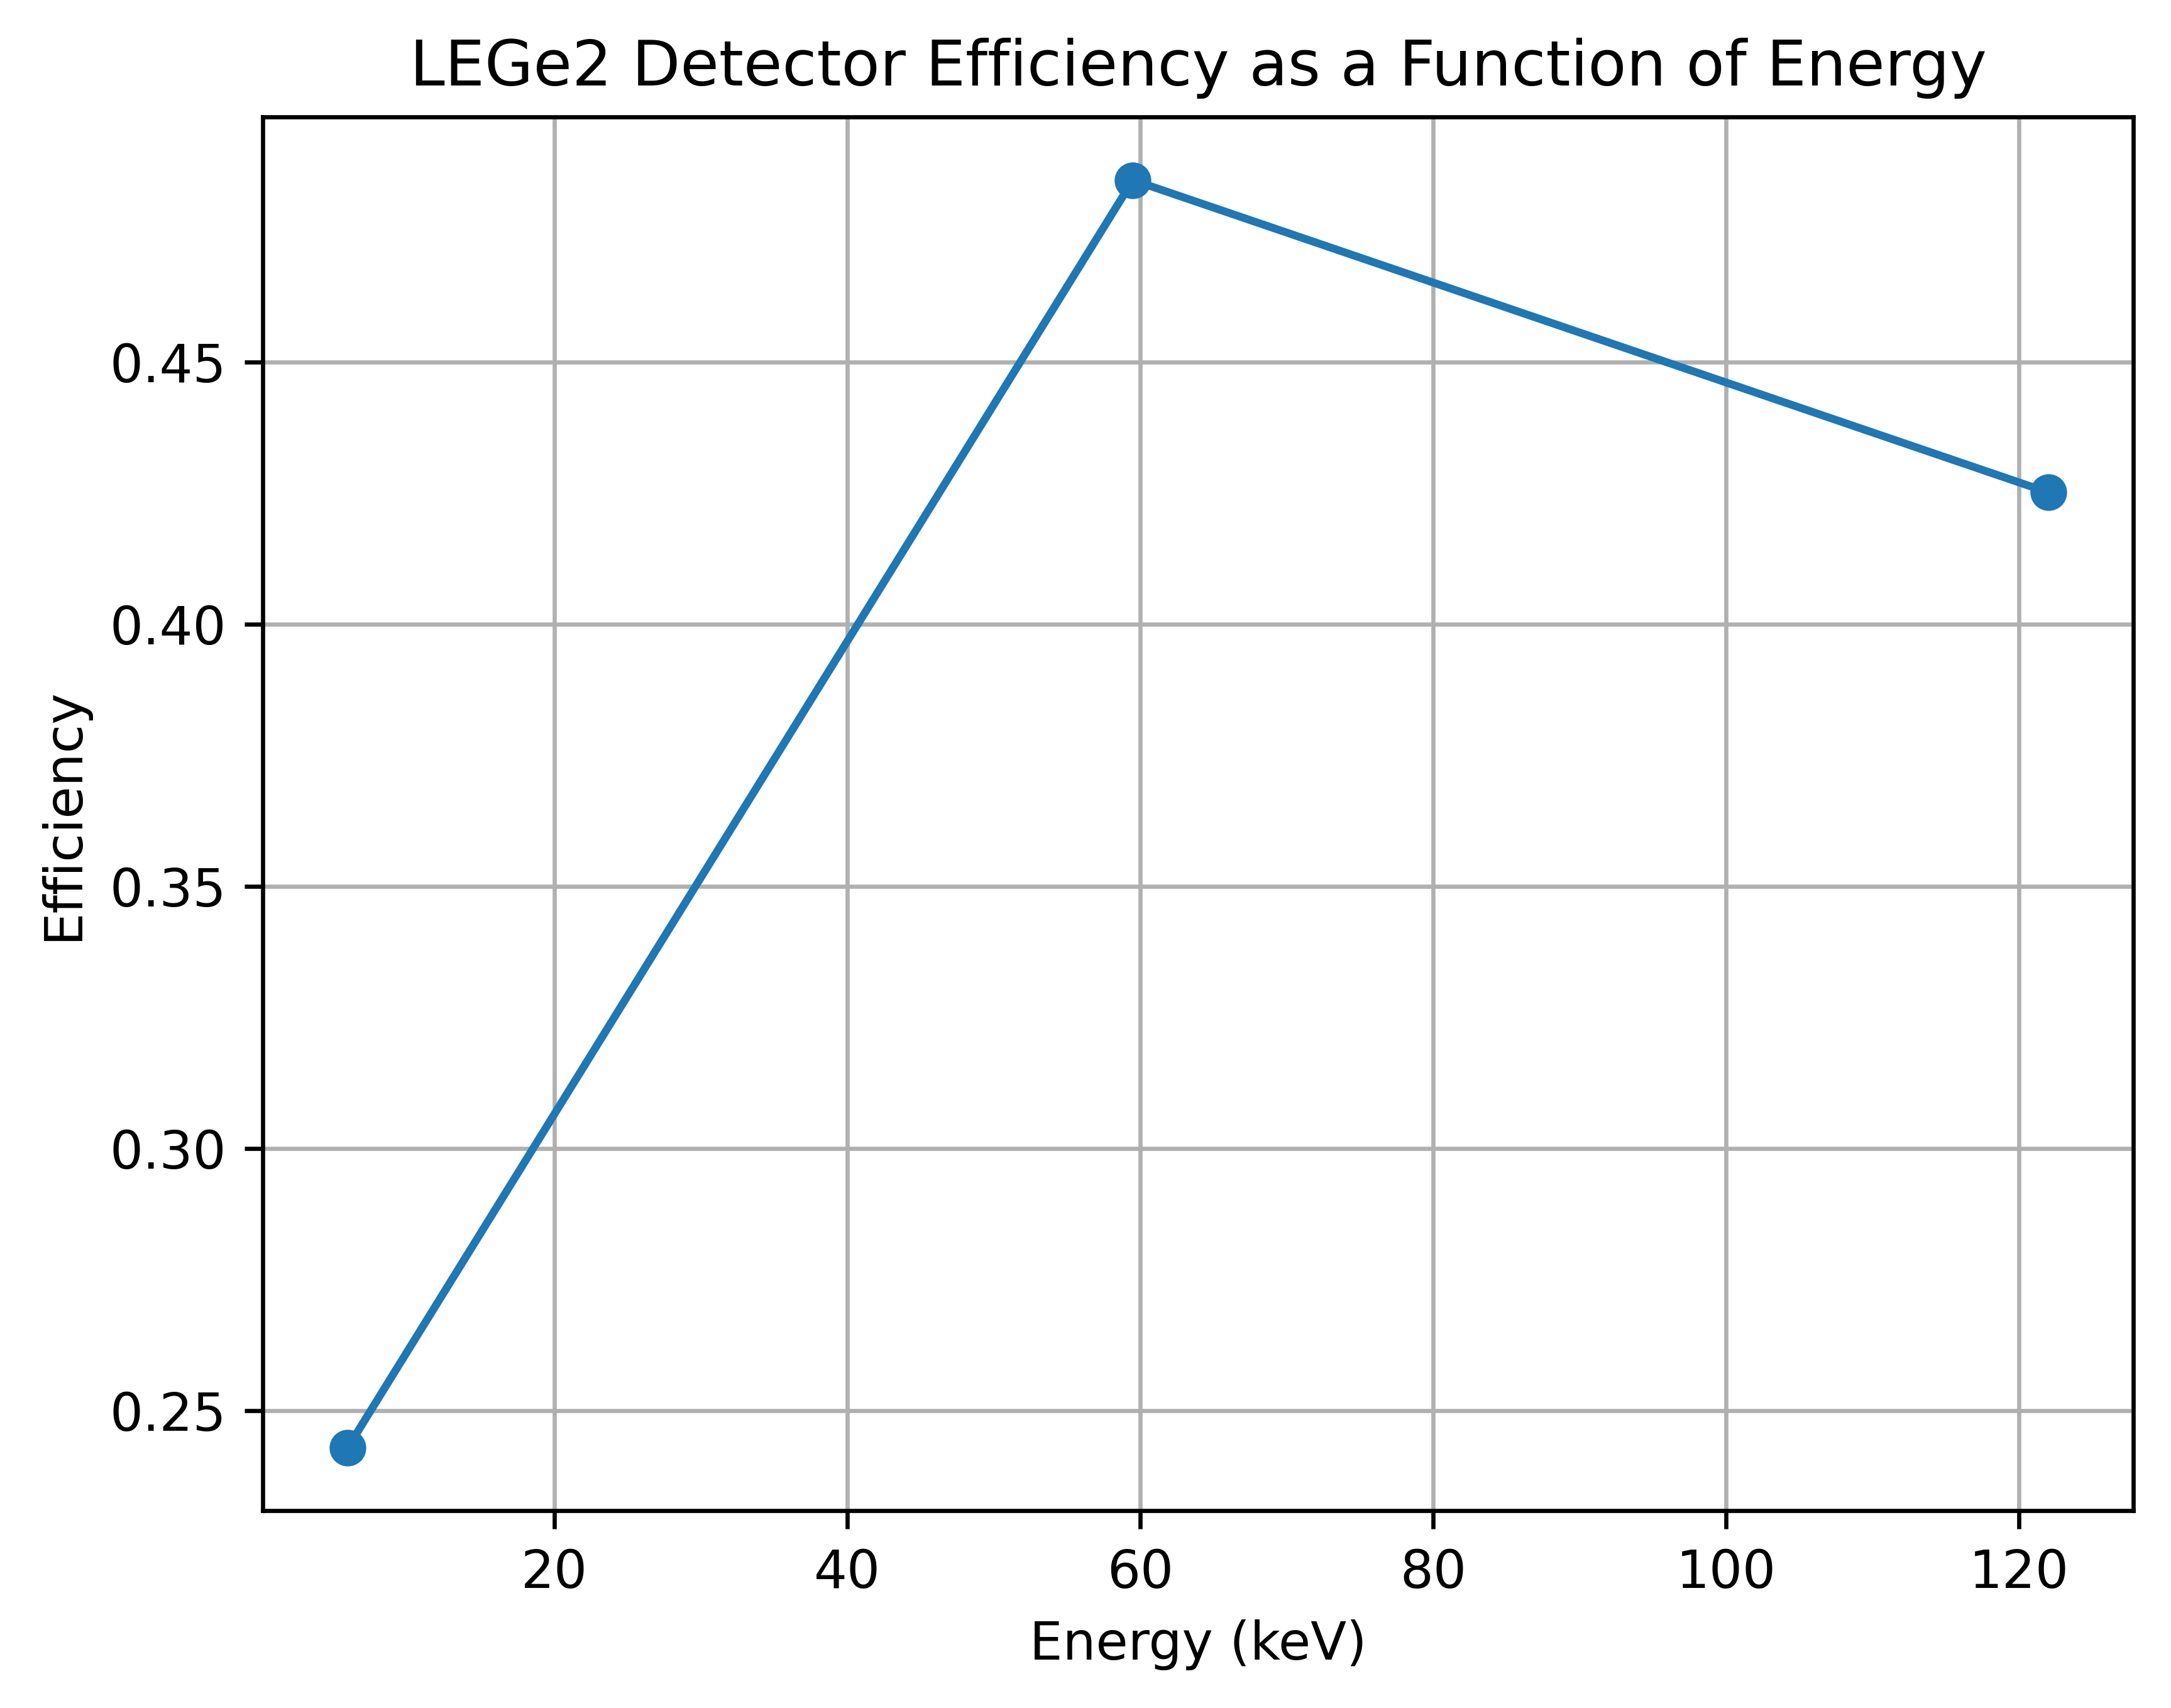 LEGe2 Detector Efficiency as a Function of Energy
0.45
0.40
0.35
0.30
0.25
Efficiency
20 40 60 80 100 120
Energy (keV)